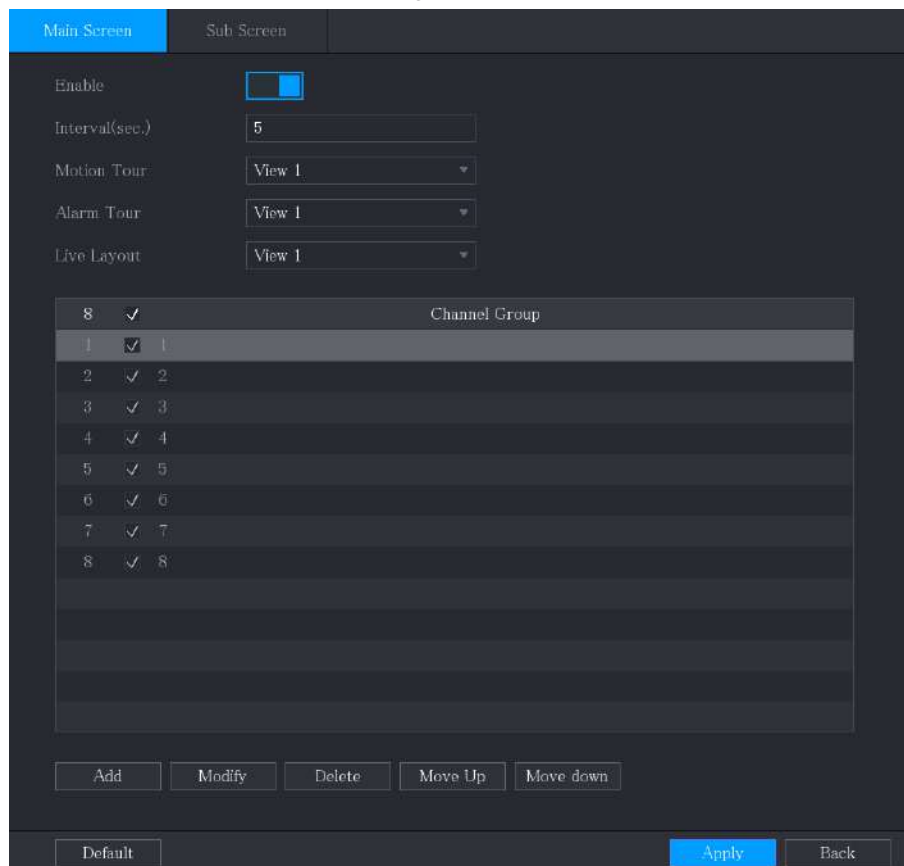 Main Screen Sub Screen
Enable
Interval(sec.) 5
Motion Tour View 1
Alarm Tour View 1
Live Layout View 1
8 Channel Group
1 1
2 2
3 3
4 4
5 5
6 6
7 7
8 8
Add Modify Delete Move Up Move down
Default Apply Back